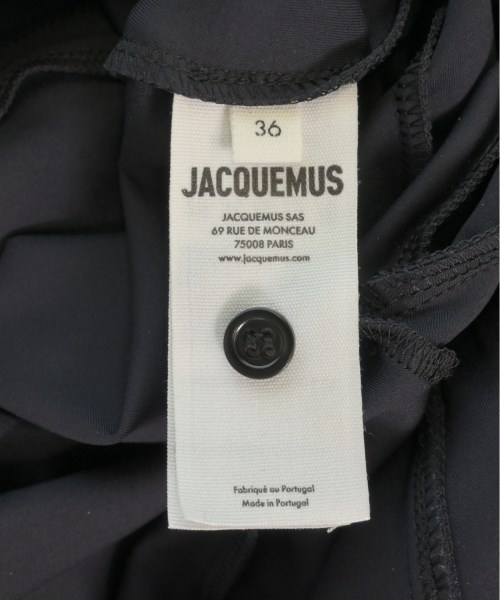 36
JACQUEMUS
JACQUEMUS SAS
69 RUE DE MONCEAU
75008 PARIS
www.jacquemus.com
Fabriqué au Portugal
Made in Portugal